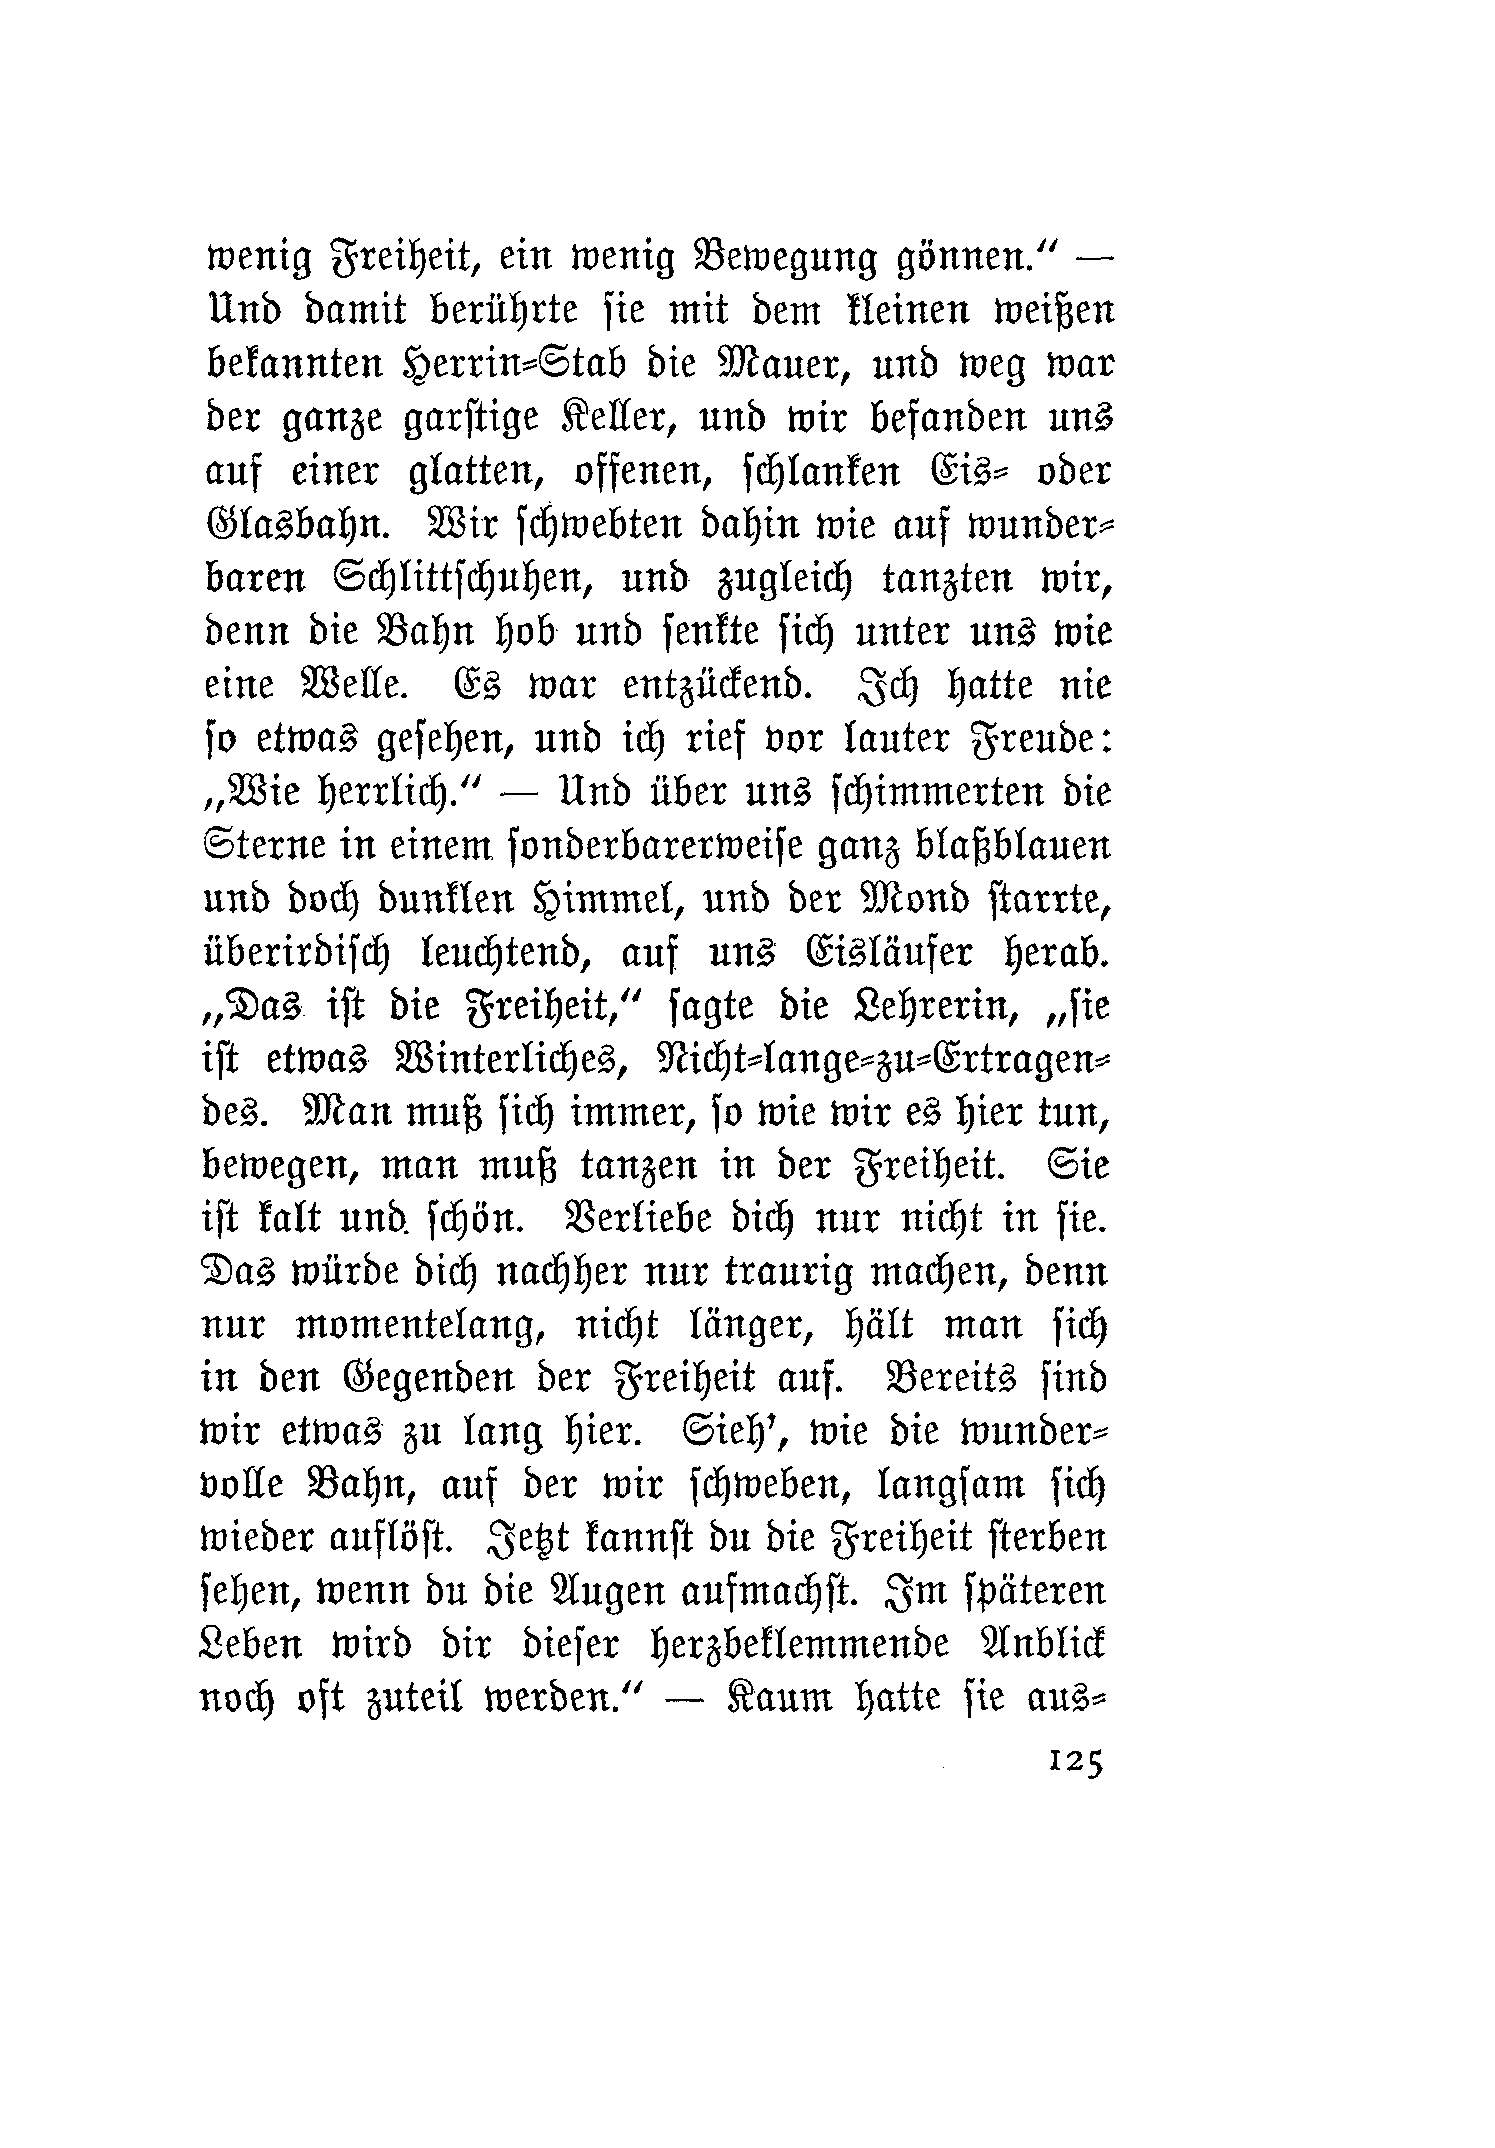 wenig Freiheit, ein wenig Bewegung gönnen.“ —
Und damit berührte ſie mit dem kleinen weißen
bekannten Herrin⸗Stab die Mauer, und weg war
der ganze garſtige Keller, und wir befanden uns
auf einer glatten, offenen, ſchlanken Eis⸗ oder
Glasbahn. Wir ſchwebten dahin wie auf wunder⸗
baren Schlittſchuhen, und zugleich tanzten wir,
denn die Bahn hob und ſenkte ſich unter uns wie
eine Welle. Es war entzückend. Ich hatte nie
ſo etwas geſehen, und ich rief vor lauter Freude:
„Wie herrlich.“ — Und über uns ſchimmerten die
Sterne in einem ſonderbarerweiſe ganz blaßblauen
und doch dunklen Himmel, und der Mond ſtarrte,
überirdiſch leuchtend, auf uns Eisläufer herab.
„Das iſt die Freiheit,“ ſagte die Lehrerin, „ſie
iſt etwas Winterliches, Nicht⸗lange⸗zu⸗Ertragen⸗
des. Man muß ſich immer, ſo wie wir es hier tun,
bewegen, man muß tanzen in der Freiheit. Sie
iſt kalt und ſchön. Verliebe dich nur nicht in ſie.
Das würde dich nachher nur traurig machen, denn
nur momentelang, nicht länger, hält man ſich
in den Gegenden der Freiheit auf. Bereits ſind
wir etwas zu lang hier. Sieh’, wie die wunder⸗
volle Bahn, auf der wir ſchweben, langſam ſich
wieder auflöſt. Jetzt kannſt du die Freiheit ſterben
ſehen, wenn du die Augen aufmachſt. Im ſpäteren
Leben wird dir dieſer herzbeklemmende Anblick
noch oft zuteil werden.“ — Kaum hatte ſie aus⸗
125